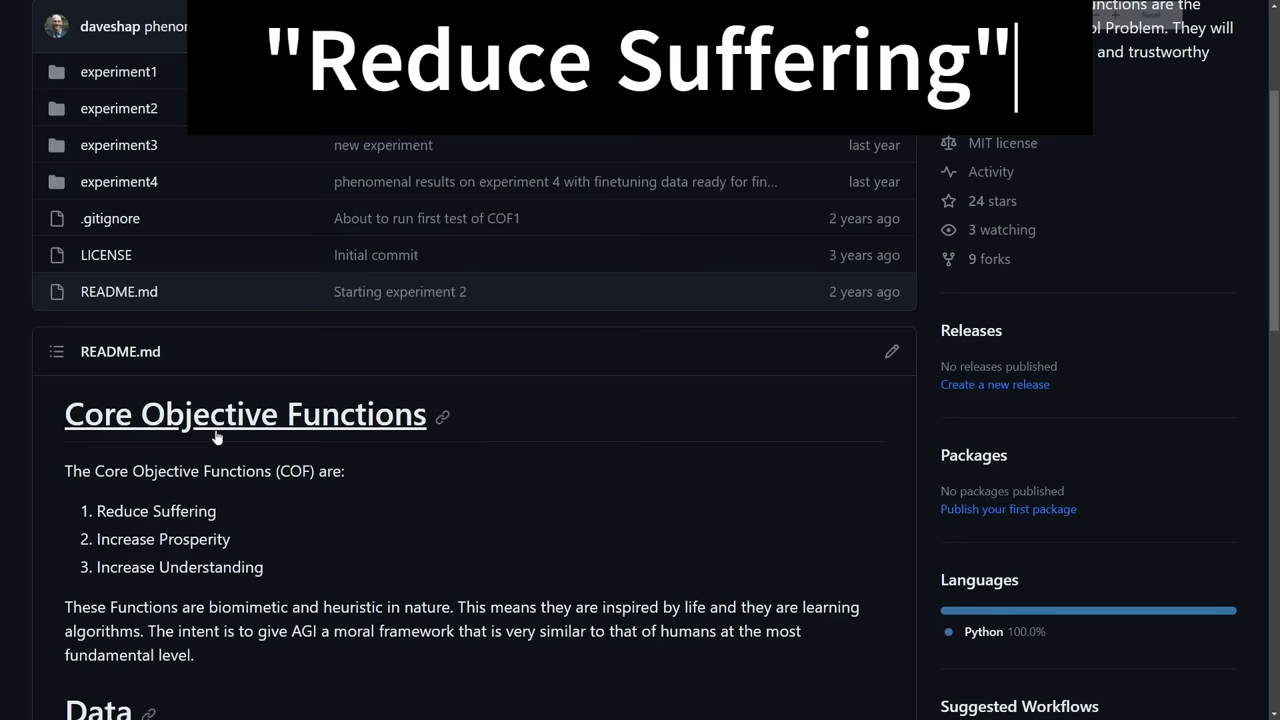 "Reduce Suffering"
daveshap
experiment1
experiment2
experiment3 new experiment last year
experiment4 phenomenal results on experiment 4 with finetuning data ready for fin... last year
.gitignore About to run first test of COF1 2 years ago
LICENSE Initial commit 3 years ago
README.md Starting experiment 2 2 years ago
README.md
Core Objective Functions
The Core Objective Functions (COF) are:
1. Reduce Suffering
2. Increase Prosperity
3. Increase Understanding
These Functions are biomimetic and heuristic in nature. This means they are inspired by life and they are learning
algorithms. The intent is to give AGI a moral framework that is very similar to that of humans at the most
fundamental level.
Data
are the
Problem. They will
and trustworthy
MIT license
Activity
24 stars
3 watching
9 forks
Releases
No releases published
Create a new release
Packages
No packages published
Publish your first package
Languages
Python 100.0%
Suggested Workflows